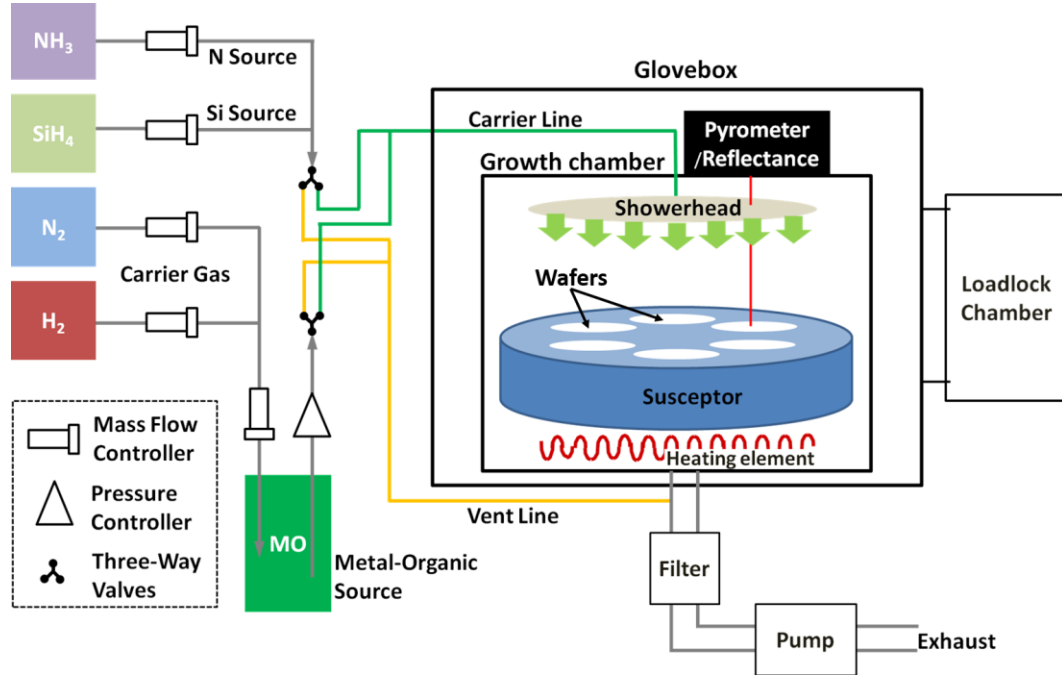 NH₃
N Source
SiH₄
Si Source
N₂
Carrier Gas
H₂
Mass Flow
Controller
Pressure
Controller
Three-Way
Valves
MO
Metal-Organic
Source
Carrier Line
Vent Line
Glovebox
Growth chamber
Pyrometer
/Reflectance
Showerhead
Wafers
Susceptor
Heating element
Loadlock
Chamber
Filter
Pump
Exhaust